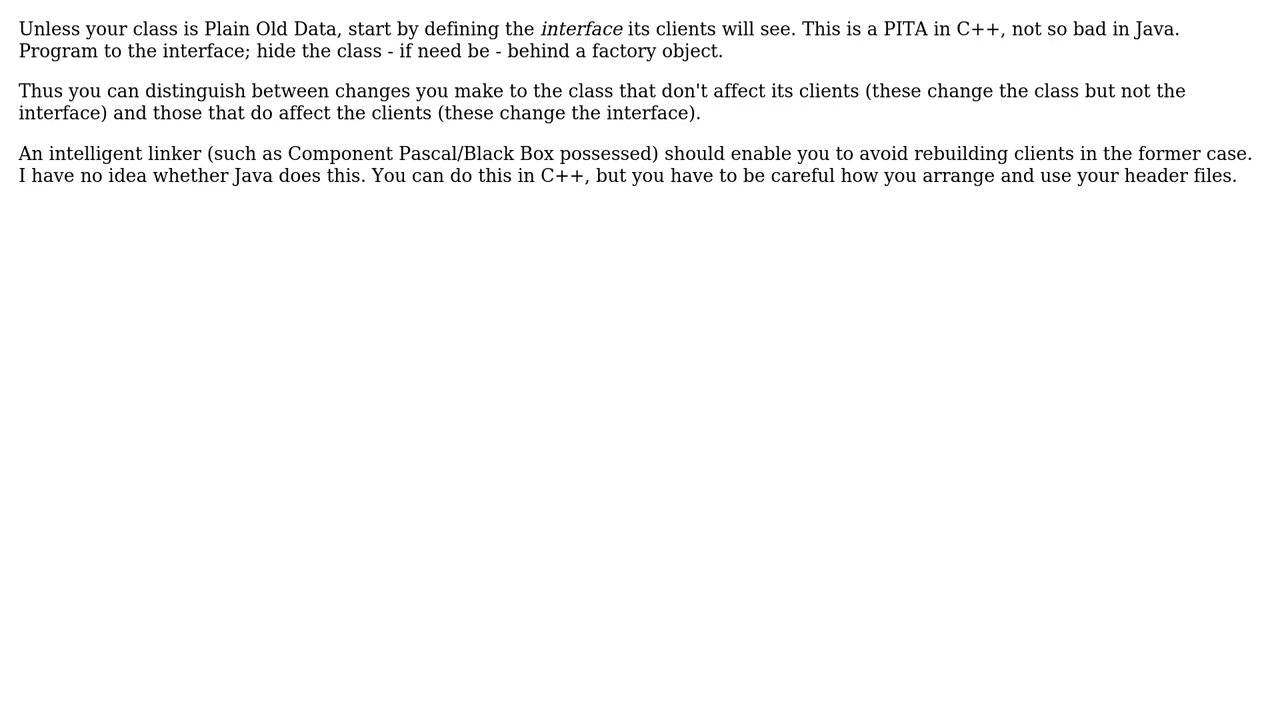 Unless your class is Plain Old Data, start by defining the interface its clients will see. This is a PITA in C++, not so bad in Java.
Program to the interface; hide the class - if need be - behind a factory object.
Thus you can distinguish between changes you make to the class that don't affect its clients (these change the class but not the
interface) and those that do affect the clients (these change the interface).
An intelligent linker (such as Component Pascal/Black Box possessed) should enable you to avoid rebuilding clients in the former case.
I have no idea whether Java does this. You can do this in C++, but you have to be careful how you arrange and use your header files.